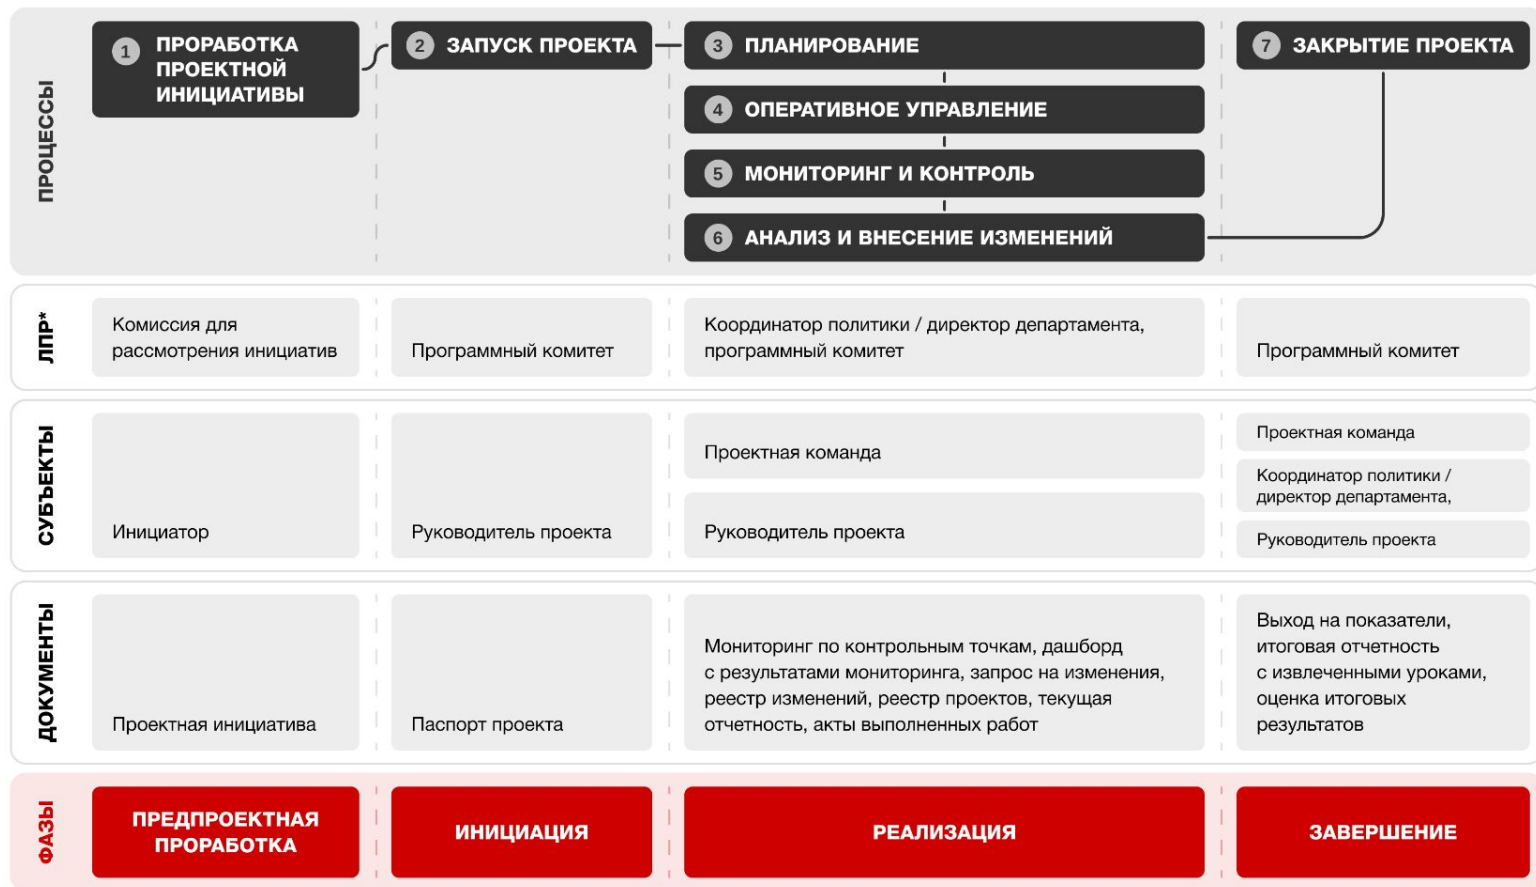 ПРОЦЕССЫ
1 ПРОРАБОТКА
ПРОЕКТНОЙ
ИНИЦИАТИВЫ
2 ЗАПУСК ПРОЕКТА
3 ПЛАНИРОВАНИЕ
4 ОПЕРАТИВНОЕ УПРАВЛЕНИЕ
5 МОНИТОРИНГ И КОНТРОЛЬ
6 АНАЛИЗ И ВНЕСЕНИЕ ИЗМЕНЕНИЙ
7 ЗАКРЫТИЕ ПРОЕКТА
ЛПР*
Комиссия для
рассмотрения инициатив
Программный комитет
Координатор политики / директор департамента,
программный комитет
Программный комитет
СУБЪЕКТЫ
Инициатор
Руководитель проекта
Проектная команда
Руководитель проекта
Проектная команда
Координатор политики /
директор департамента,
Руководитель проекта
ДОКУМЕНТЫ
Проектная инициатива
Паспорт проекта
Мониторинг по контрольным точкам, дашборд
с результатами мониторинга, запрос на изменения,
реестр изменений, реестр проектов, текущая
отчетность, акты выполненных работ
Выход на показатели,
итоговая отчетность
с извлеченными уроками,
оценка итоговых
результатов
ФАЗЫ
ПРЕДПРОЕКТНАЯ
ПРОРАБОТКА
ИНИЦИАЦИЯ
РЕАЛИЗАЦИЯ
ЗАВЕРШЕНИЕ